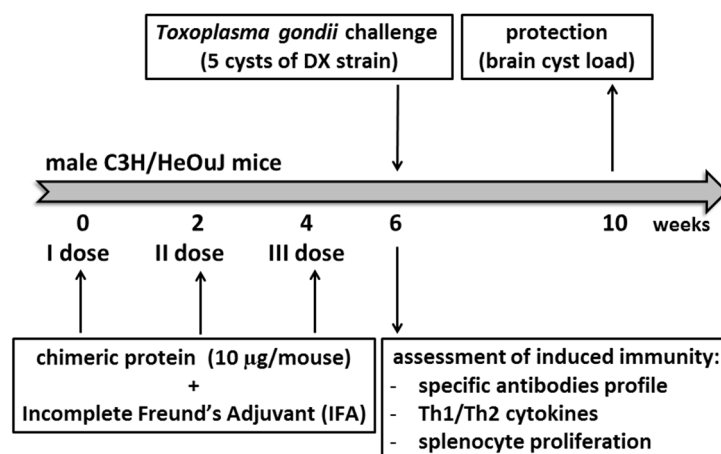 Toxoplasma gondii challenge
(5 cysts of DX strain)
protection
(brain cyst load)
male C3H/HeOuJ mice
0 2 4 6 10 weeks
I dose II dose III dose
chimeric protein (10 μg/mouse)
+
Incomplete Freund's Adjuvant (IFA)
assessment of induced immunity:
- specific antibodies profile
- Th1/Th2 cytokines
- splenocyte proliferation